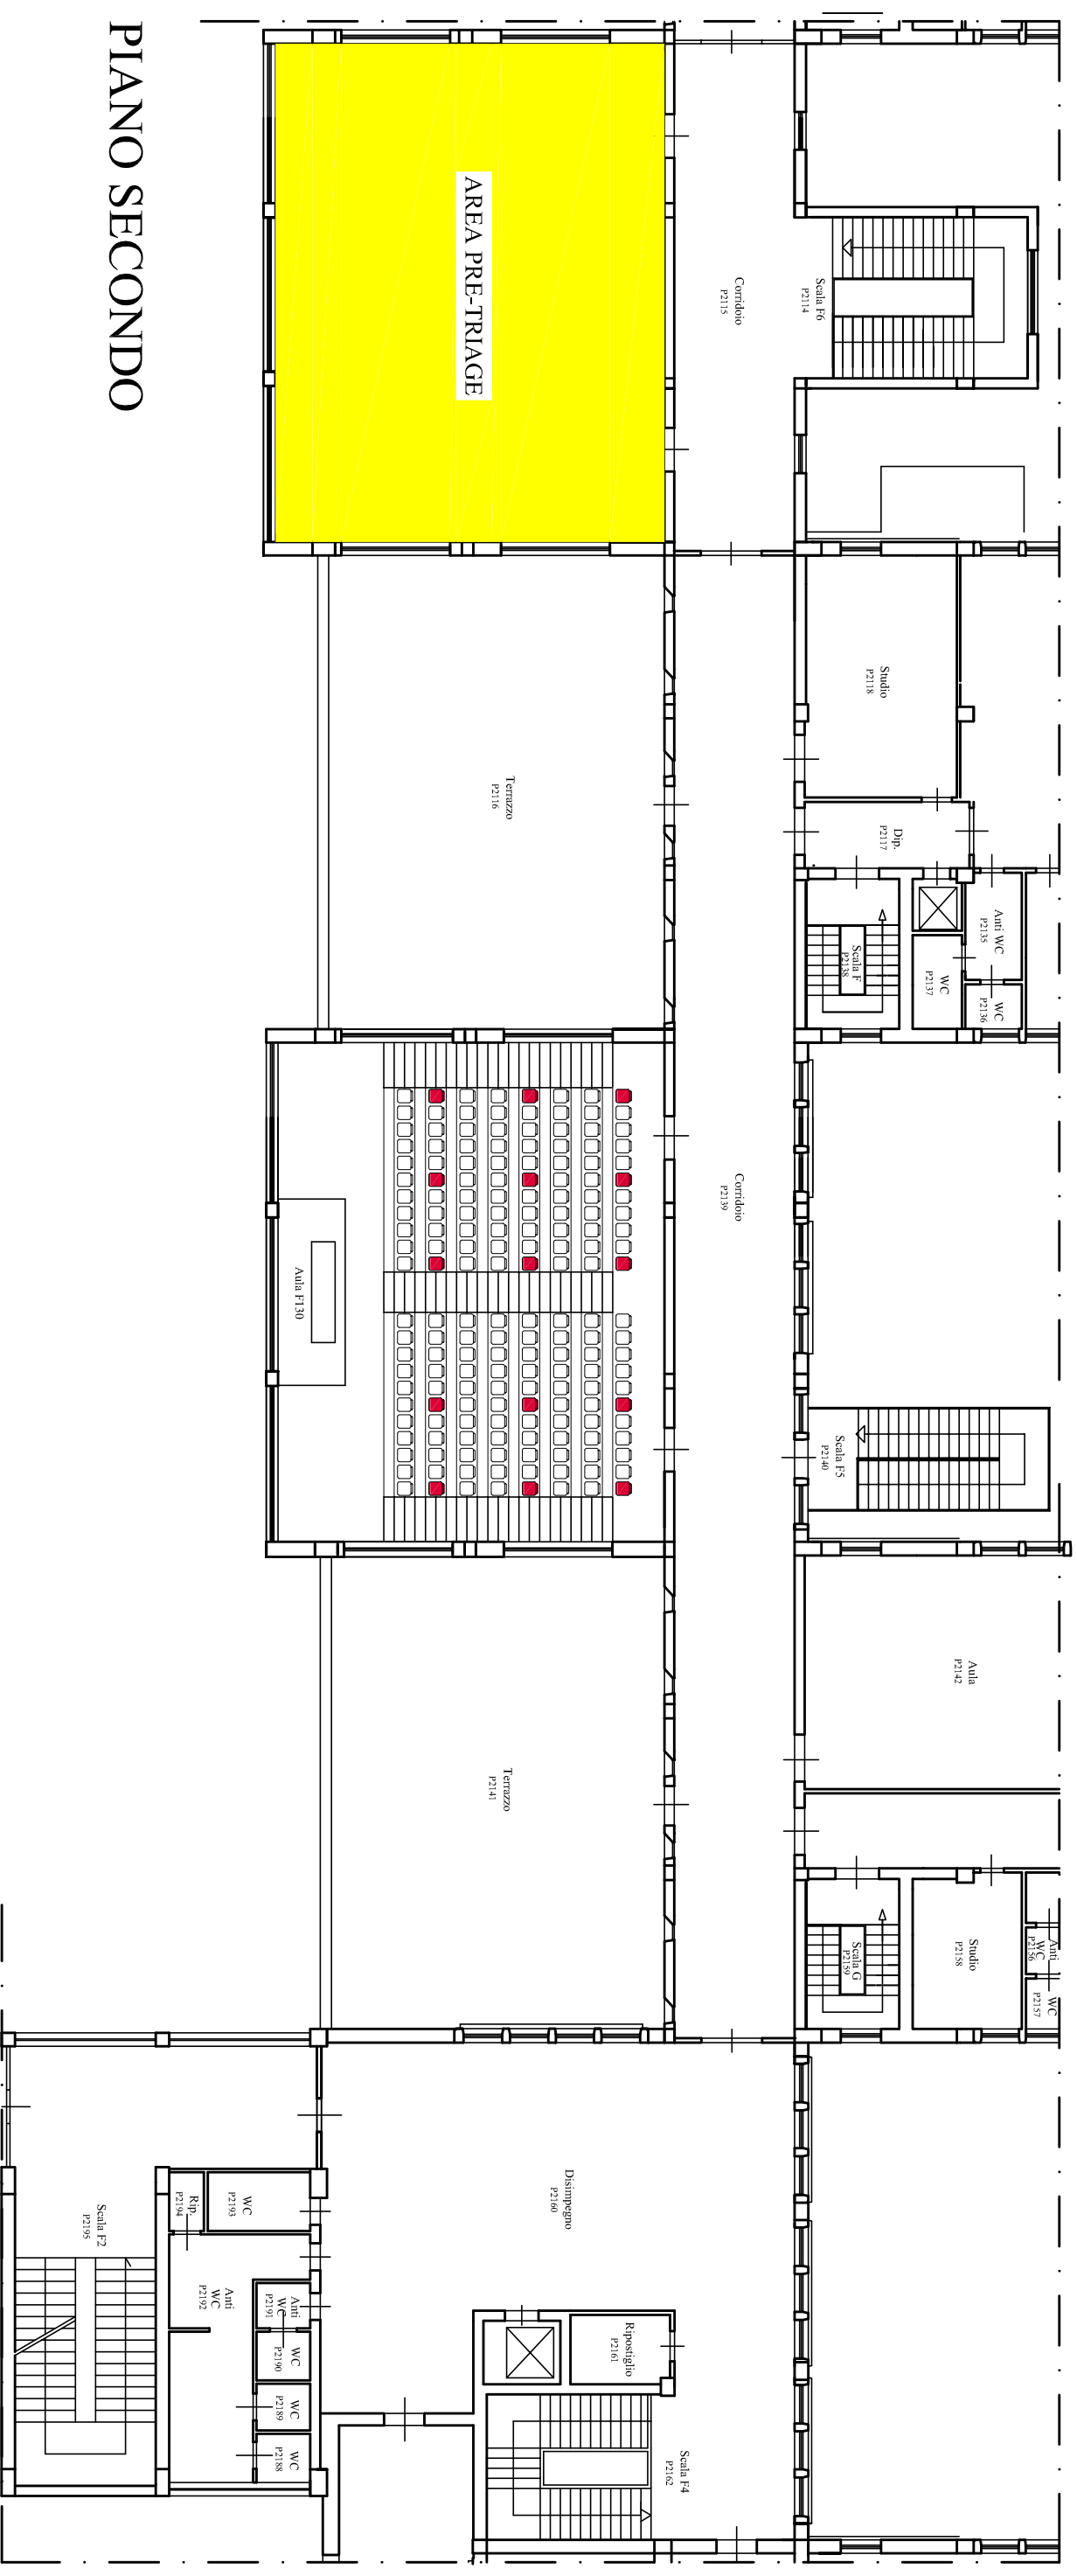 PIANO SECONDO
AREA PRE-TRIAGE
Corridoio
P2115
Scala F6
P2114
Studio
P2118
Terrazzo
P2116
Dip.
P2117
Anti WC
P2135
WC
P2136
WC
P2137
Scala F
P2138
Corridoio
P2139
Aula F130
Scala F5
P2140
Aula
P2142
Terrazzo
P2141
Scala G
P2159
Studio
P2158
Anti
WC
P2156
WC
P2157
Disimpegno
P2160
Scala F2
P2195
Rip.
P2194
WC
P2193
Anti
WC
P2192
Anti
WC
P2191
WC
P2190
WC
P2189
WC
P2188
Ripostiglio
P2161
Scala F4
P2162